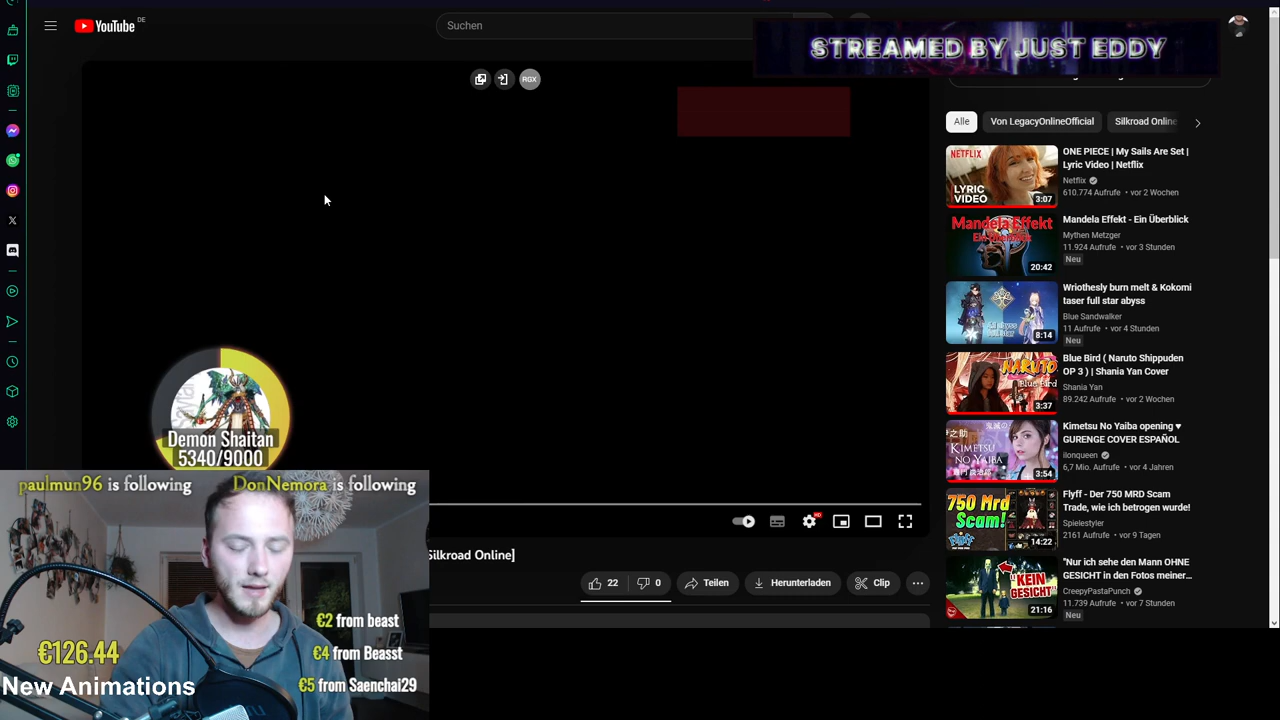 YouTube DE
Suchen
STREAMED BY JUST EDDY
RGX
Alle
Von LegacyOnlineOfficial
Silkroad Online
NETFLIX
LYRIC
VIDEO
3:07
ONE PIECE | My Sails Are Set |
Lyric Video | Netflix
Netflix
610.774 Aufrufe • vor 2 Wochen
Mandela Effekt
Ein Überblick
20:42
Mandela Effekt - Ein Überblick
Mythen Metzger
11.924 Aufrufe • vor 3 Stunden
Neu
8:14
Wriothesly burn melt & Kokomi
taser full star abyss
Blue Sandwalker
11 Aufrufe • vor 4 Stunden
Neu
NARUTO
Blue Bird
3:37
Blue Bird ( Naruto Shippuden
OP 3 ) | Shania Yan Cover
Shania Yan
89.242 Aufrufe • vor 2 Wochen
KIMETSU
NO YAIBA
3:54
Kimetsu No Yaiba opening ♥
GURENGE COVER ESPAÑOL
ilonqueen
6,7 Mio. Aufrufe • vor 4 Jahren
750 Mrd
Scam!
14:22
Flyff - Der 750 MRD Scam
Trade, wie ich betrogen wurde!
Spielestyler
2161 Aufrufe • vor 9 Tagen
"KEIN
GESICHT"
21:16
"Nur ich sehe den Mann OHNE
GESICHT in den Fotos meiner...
CreepyPastaPunch
11.739 Aufrufe • vor 7 Stunden
Neu
Demon Shaitan
5340/9000
HD
Silkroad Online]
22
0
Teilen
Herunterladen
Clip
paulmun96 is following
DonNemora is following
€2 from beast
€4 from Beasst
€5 from Saenchai29
€126.44
New Animations